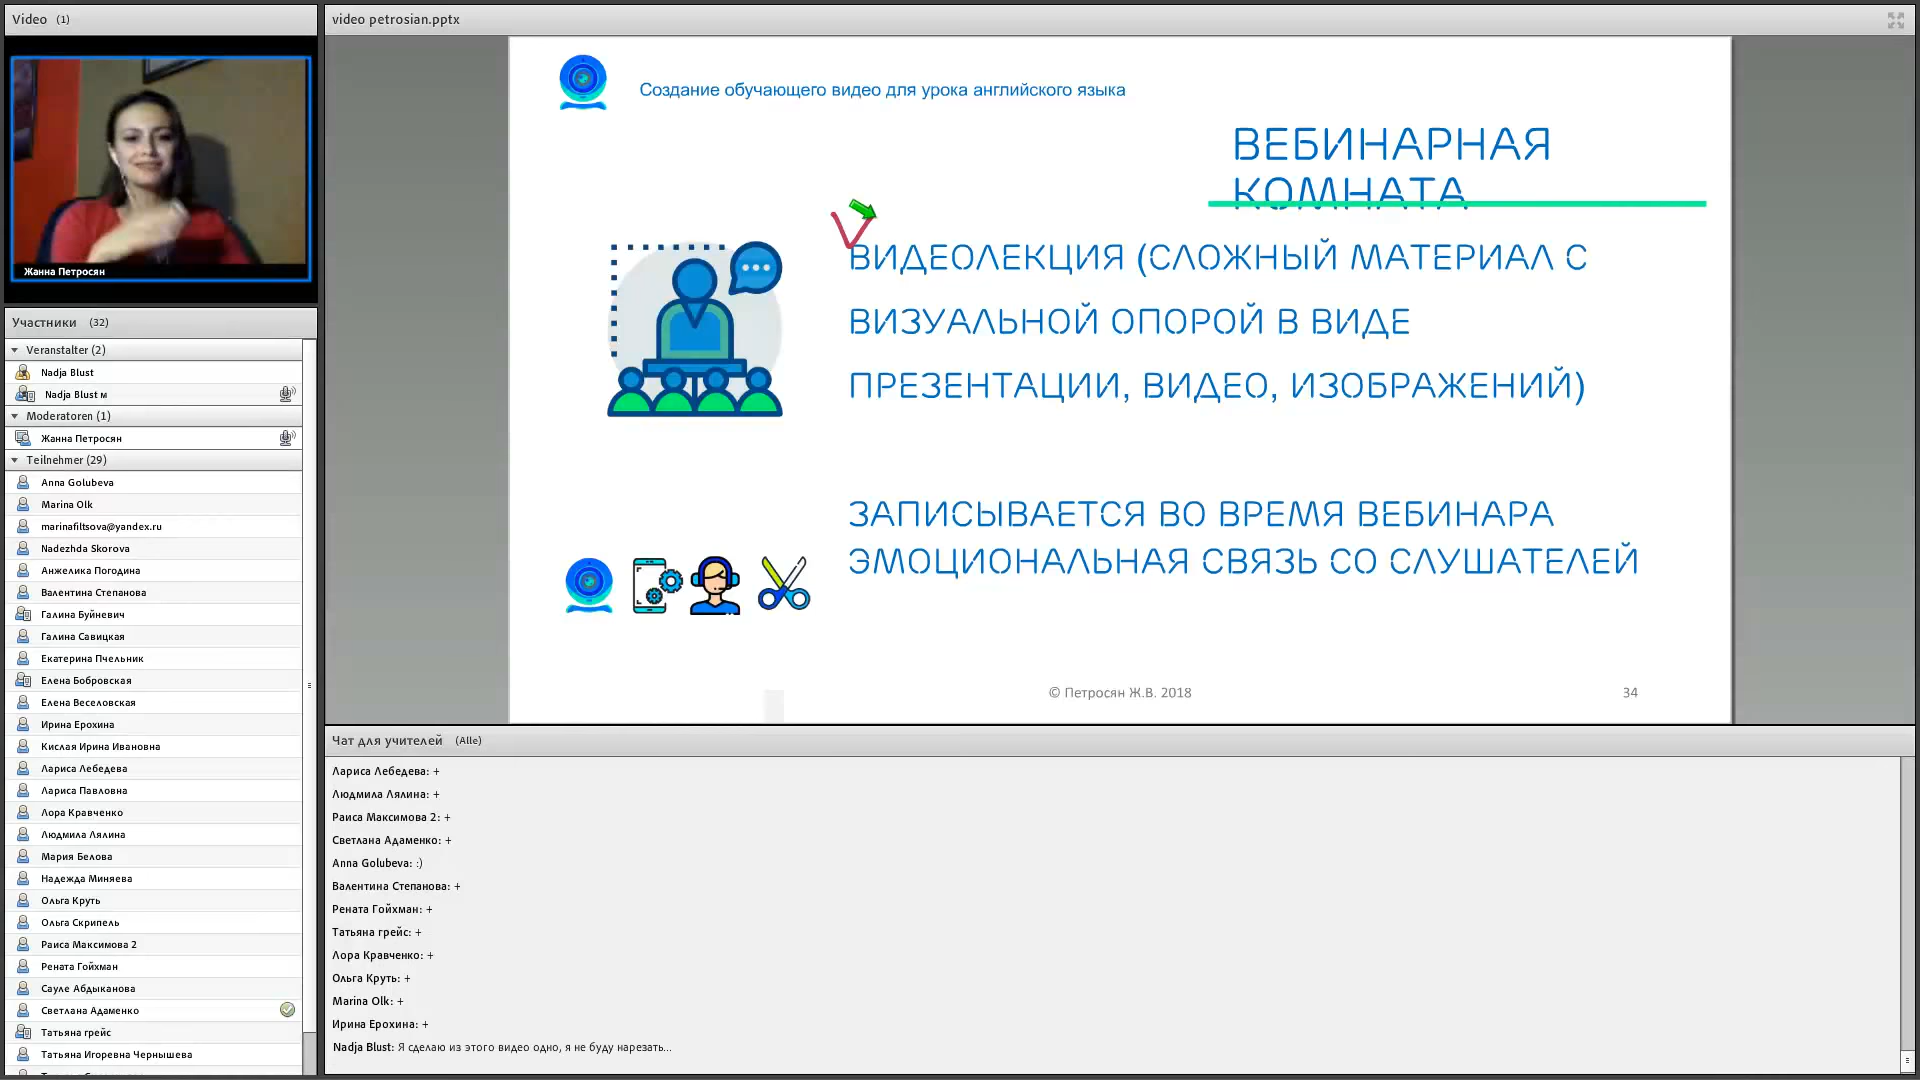 Video (1)
Жанна Петросян
Участники (32)
Veranstalter (2)
Nadja Blust
Nadja Blust м
Moderatoren (1)
Жанна Петросян
Teilnehmer (29)
Anna Golubeva
Marina Olk
marinafiltsova@yandex.ru
Nadezhda Skorova
Анжелика Погодина
Валентина Степанова
Галина Буйневич
Галина Савицкая
Екатерина Пчельник
Елена Бобровская
Елена Веселовская
Ирина Ерохина
Кислая Ирина Ивановна
Лариса Лебедева
Лариса Павловна
Лора Кравченко
Людмила Лялина
Мария Белова
Надежда Миняева
Ольга Круть
Ольга Скрипель
Раиса Максимова 2
Рената Гойхман
Сауле Абдыканова
Светлана Адаменко
Татьяна грейс
Татьяна Игоревна Чернышева
video petrosian.pptx
Создание обучающего видео для урока английского языка
ВЕБИНАРНАЯ
КОМНАТА
ВИДЕОЛЕКЦИЯ (СЛОЖНЫЙ МАТЕРИАЛ С
ВИЗУАЛЬНОЙ ОПОРОЙ В ВИДЕ
ПРЕЗЕНТАЦИИ, ВИДЕО, ИЗОБРАЖЕНИЙ)
ЗАПИСЫВАЕТСЯ ВО ВРЕМЯ ВЕБИНАРА
ЭМОЦИОНАЛЬНАЯ СВЯЗЬ СО СЛУШАТЕЛЕЙ
© Петросян Ж.В. 2018
34
Чат для учителей (Alle)
Лариса Лебедева: +
Людмила Лялина: +
Раиса Максимова 2: +
Светлана Адаменко: +
Anna Golubeva: :)
Валентина Степанова: +
Рената Гойхман: +
Татьяна грейс: +
Лора Кравченко: +
Ольга Круть: +
Marina Olk: +
Ирина Ерохина: +
Nadja Blust: Я сделаю из этого видео одно, я не буду нарезать...